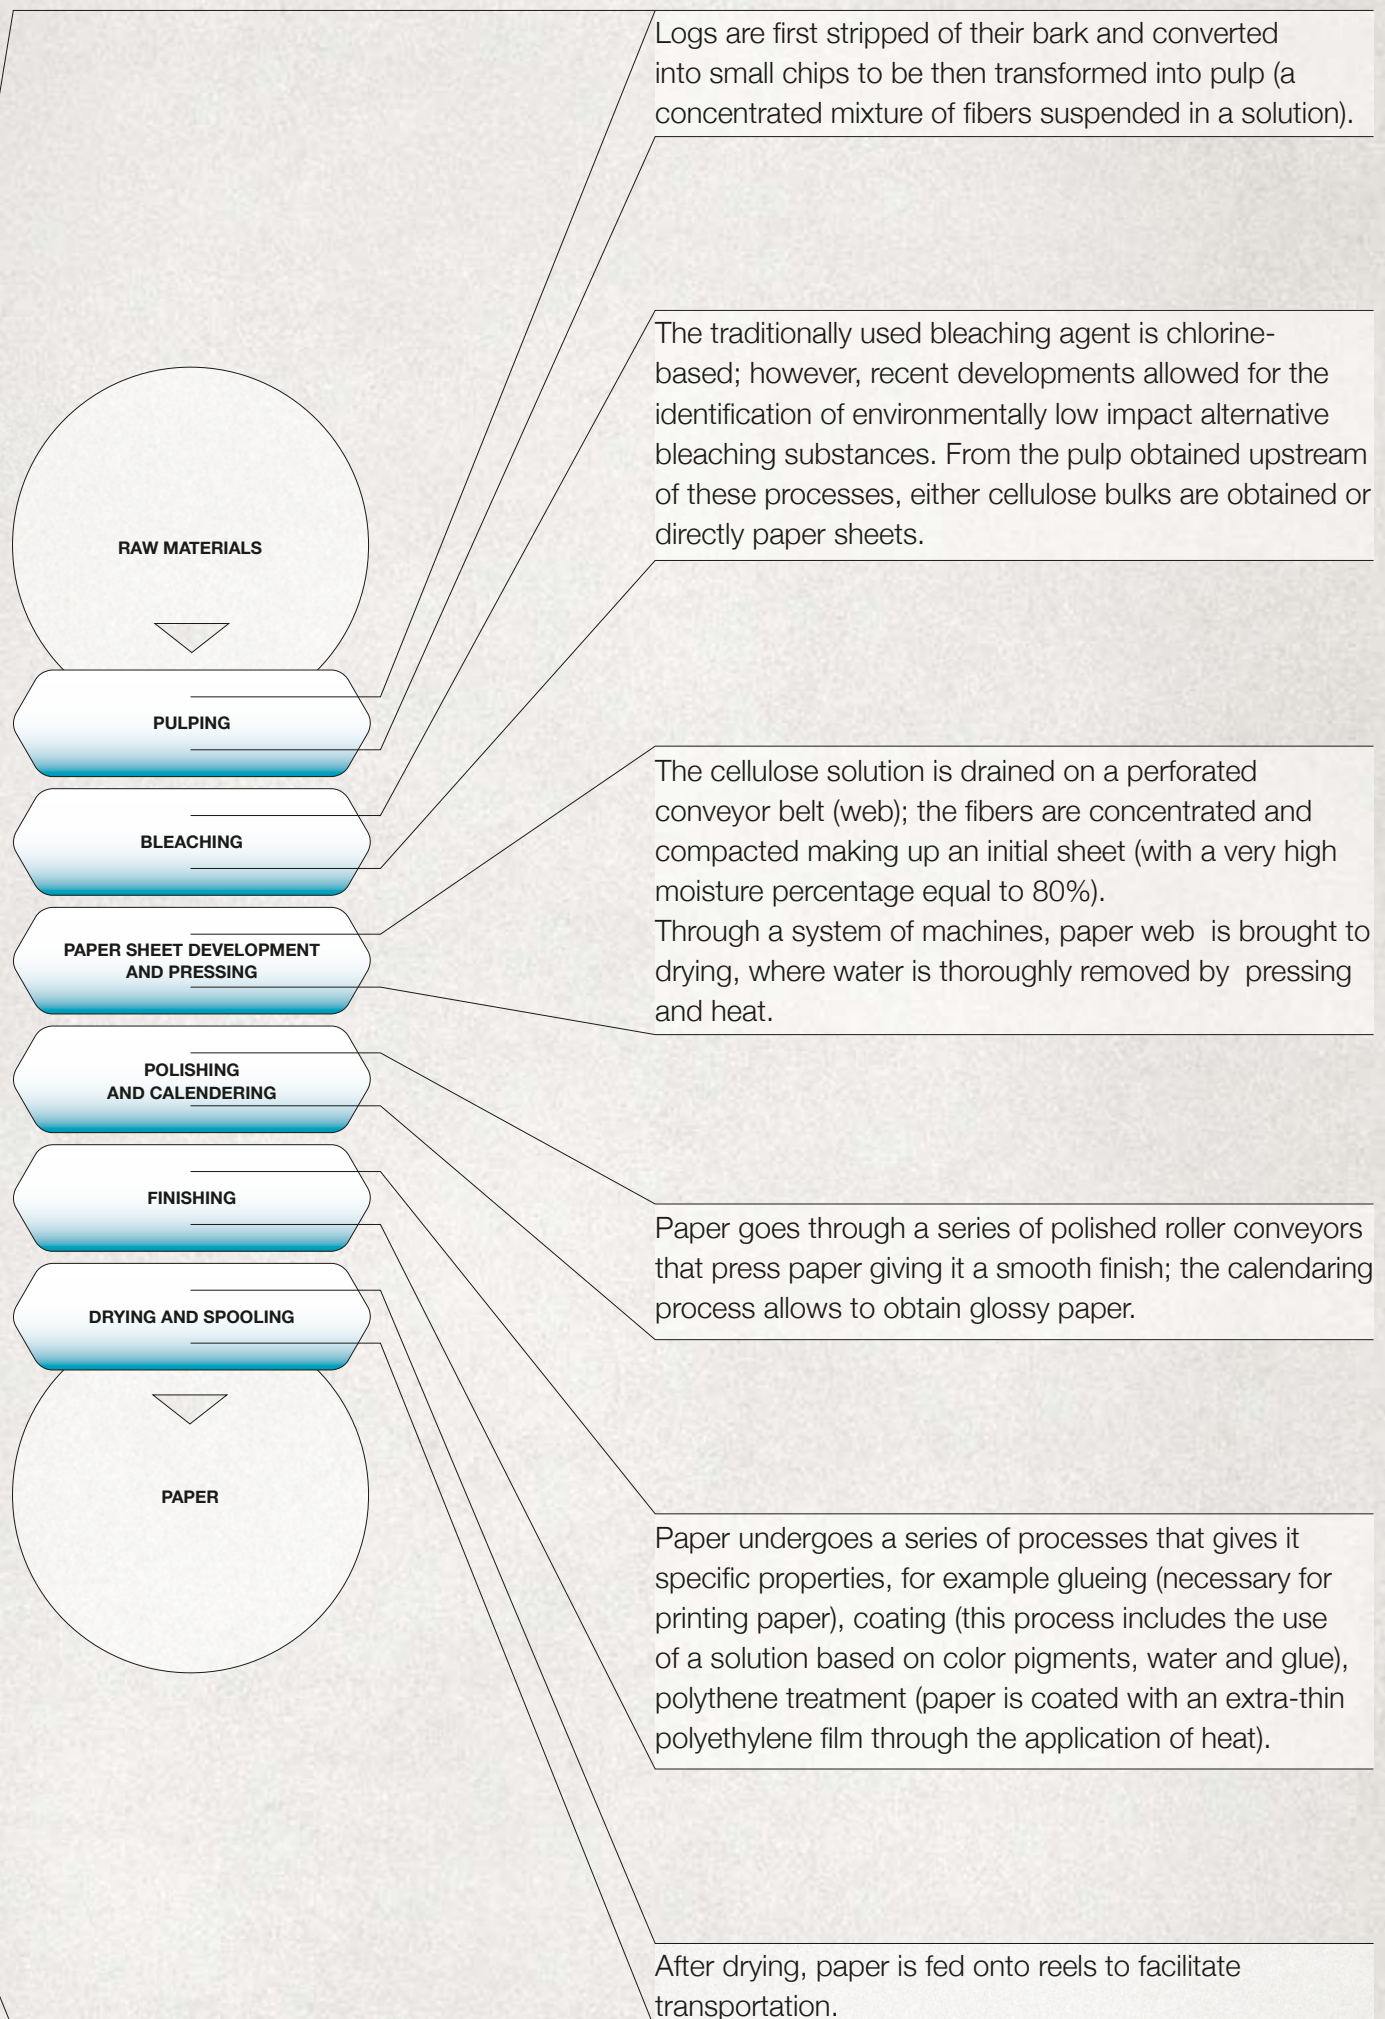 Logs are first stripped of their bark and converted
into small chips to be then transformed into pulp (a
concentrated mixture of fibers suspended in a solution).
The traditionally used bleaching agent is chlorine-
based; however, recent developments allowed for the
identification of environmentally low impact alternative
bleaching substances. From the pulp obtained upstream
of these processes, either cellulose bulks are obtained or
directly paper sheets.
RAW MATERIALS
PULPING
BLEACHING
PAPER SHEET DEVELOPMENT
AND PRESSING
POLISHING
AND CALENDERING
FINISHING
DRYING AND SPOOLING
PAPER
The cellulose solution is drained on a perforated
conveyor belt (web); the fibers are concentrated and
compacted making up an initial sheet (with a very high
moisture percentage equal to 80%).
Through a system of machines, paper web  is brought to
drying, where water is thoroughly removed by  pressing
and heat.
Paper goes through a series of polished roller conveyors
that press paper giving it a smooth finish; the calendaring
process allows to obtain glossy paper.
Paper undergoes a series of processes that gives it
specific properties, for example glueing (necessary for
printing paper), coating (this process includes the use
of a solution based on color pigments, water and glue),
polythene treatment (paper is coated with an extra-thin
polyethylene film through the application of heat).
After drying, paper is fed onto reels to facilitate
transportation.